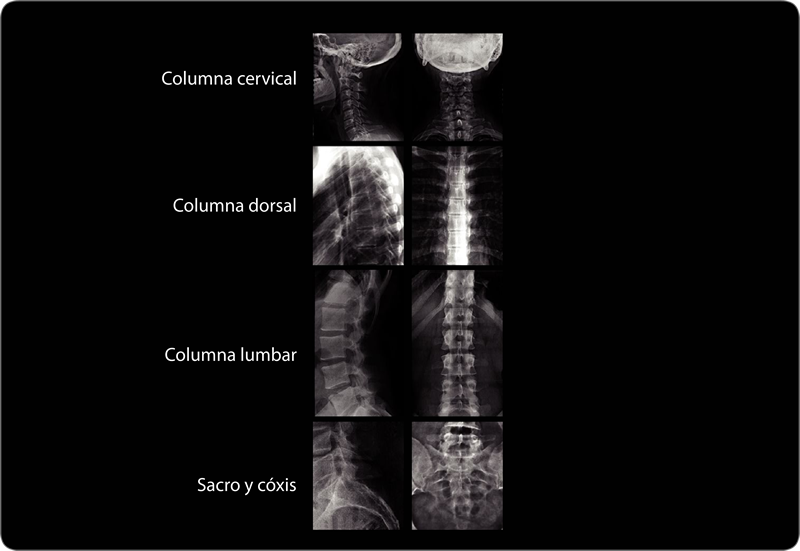 Columna cervical
Columna dorsal
Columna lumbar
Sacro y cóxis